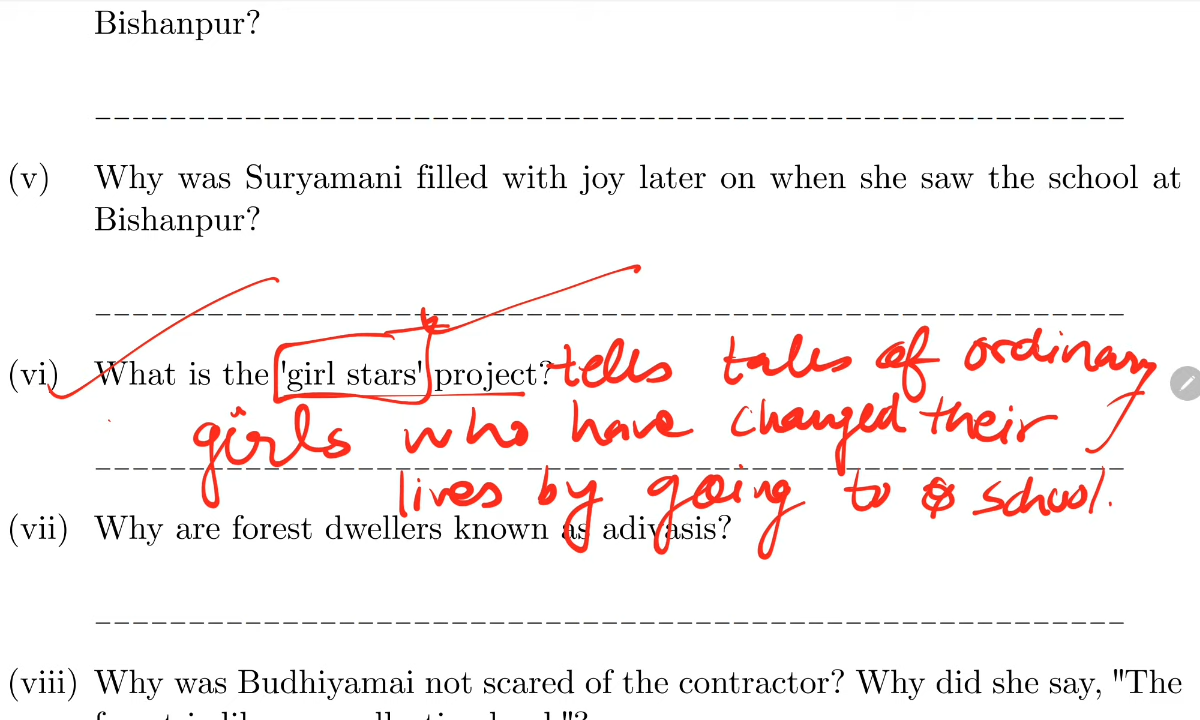 Bishanpur?
(v) Why was Suryamani filled with joy later on when she saw the school at
Bishanpur?
(vi) What is the 'girl stars' project? tells tales of ordinary
girls who have changed their
lives by going to school.
(vii) Why are forest dwellers known as adivasis?
(viii) Why was Budhiyamai not scared of the contractor? Why did she say, "The